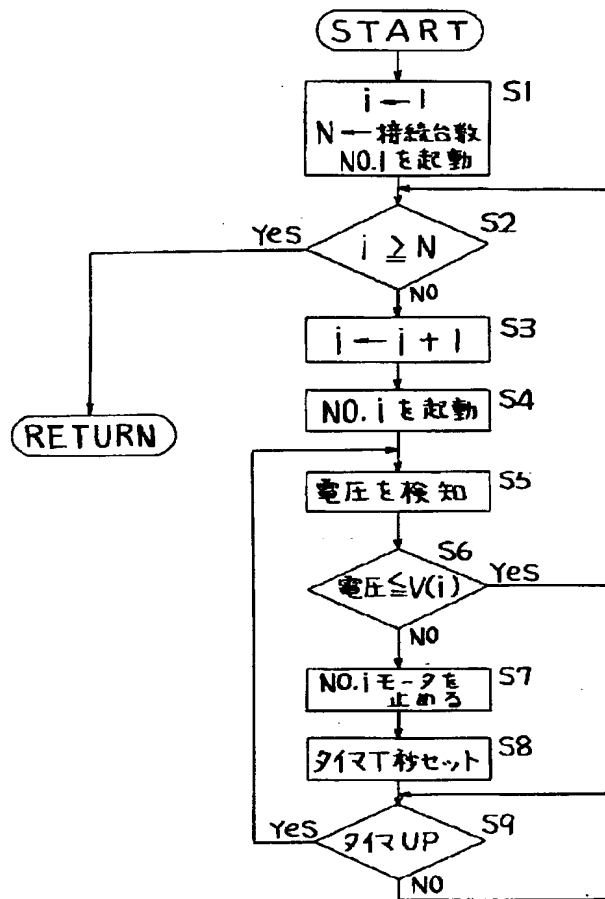 START
S1
i ← 1
N ← 接続台数
NO.1を起動
S2
Yes
i ≧ N
NO
S3
i ← i + 1
S4
NO. i を起動
RETURN
S5
電圧を検知
S6
電圧≦V(i)
Yes
NO
S7
NO.iモータを
止める
S8
タイマT秒セット
S9
Yes
タイマUP
NO